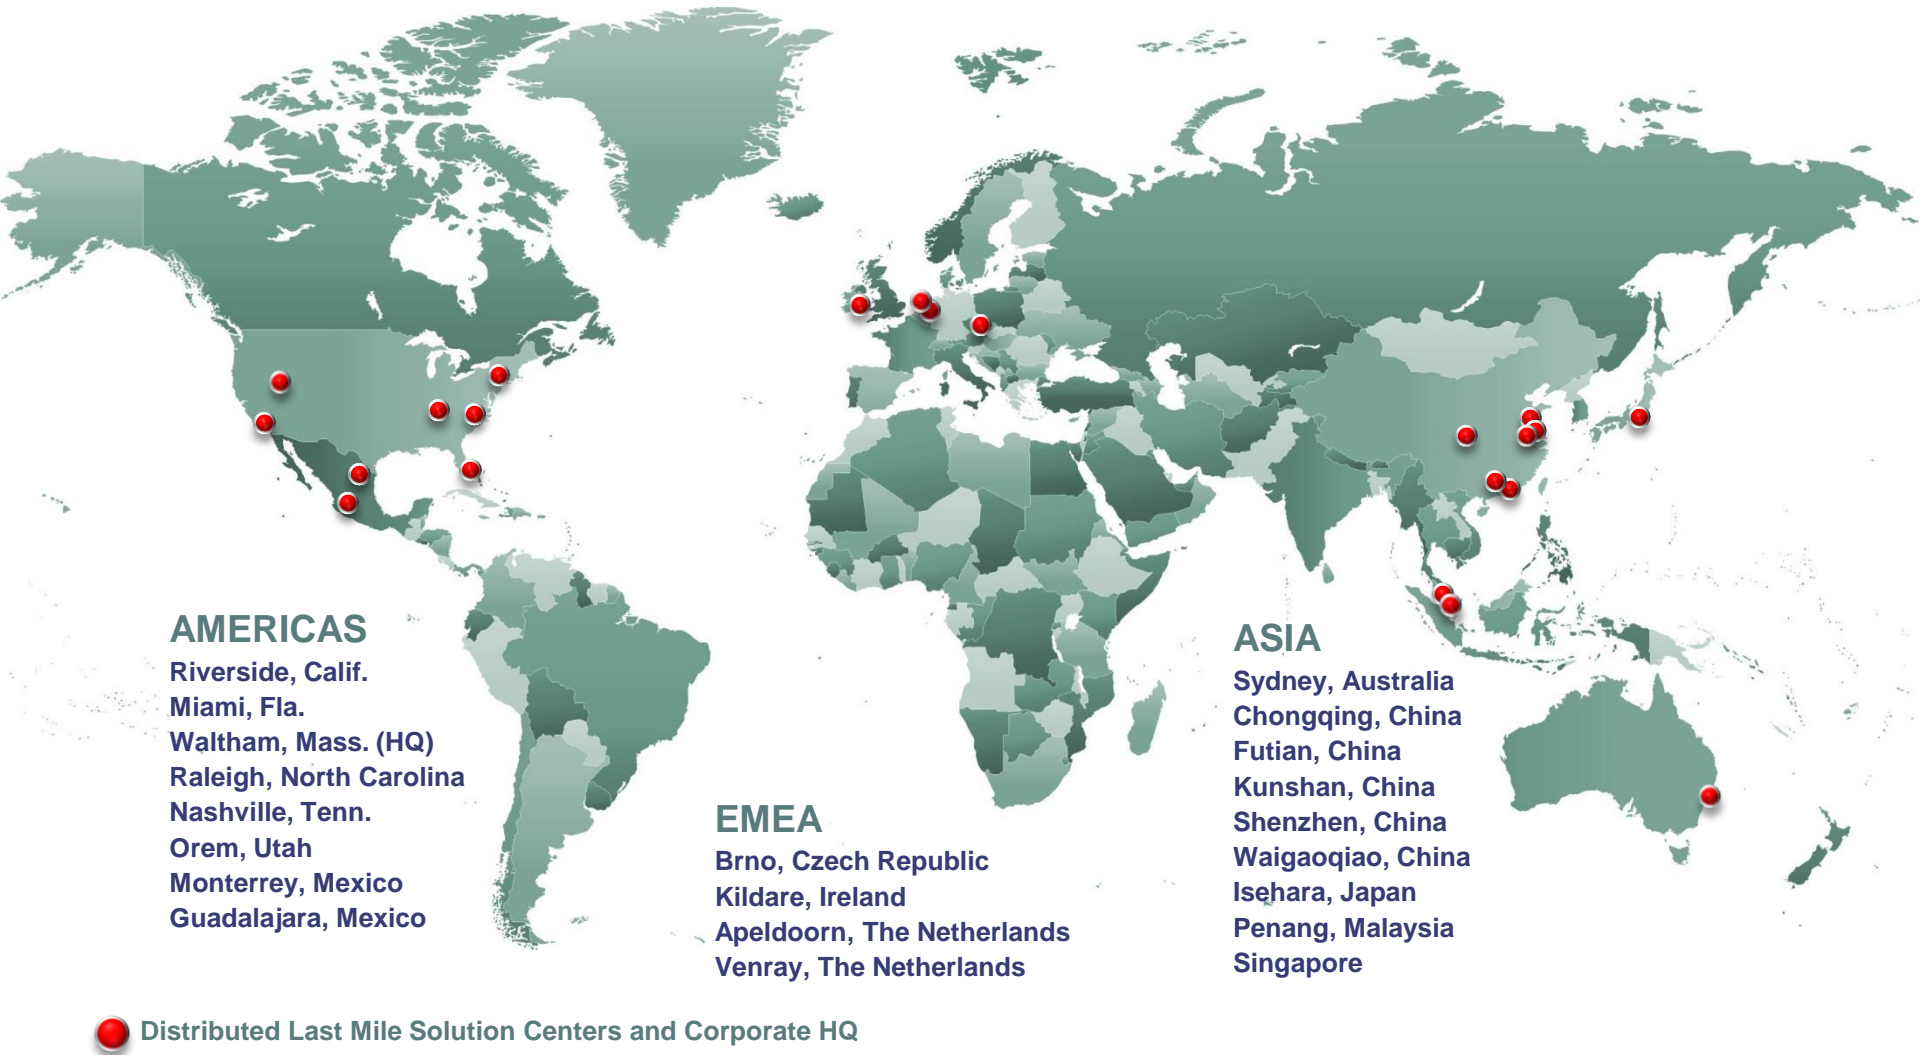 AMERICAS
Riverside, Calif.
Miami, Fla.
Waltham, Mass. (HQ)
Raleigh, North Carolina
Nashville, Tenn.
Orem, Utah
Monterrey, Mexico
Guadalajara, Mexico
EMEA
Brno, Czech Republic
Kildare, Ireland
Apeldoorn, The Netherlands
Venray, The Netherlands
ASIA
Sydney, Australia
Chongqing, China
Futian, China
Kunshan, China
Shenzhen, China
Waigaoqiao, China
Isehara, Japan
Penang, Malaysia
Singapore
Distributed Last Mile Solution Centers and Corporate HQ